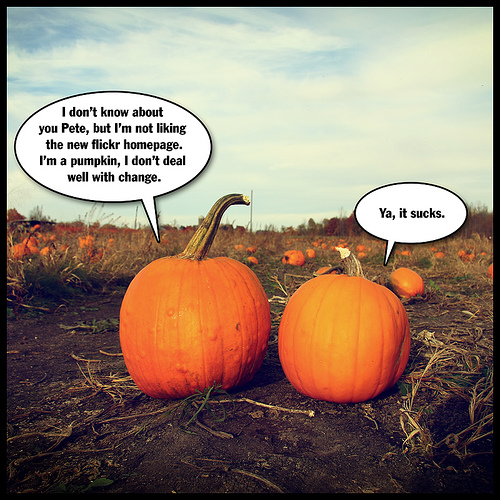 I don't know about
you Pete, but I'm not liking
the new flickr homepage.
I'm a pumpkin, I don't deal
well with change.
Ya, it sucks.